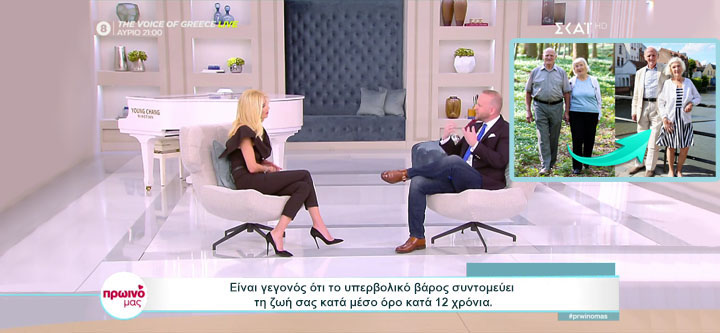 THE VOICE OF GREECE LIVE
8 ΑΥΡΙΟ 21:00
ΣΚΑΪ HD
YOUNG CHANG
πρωινό
μας
Είναι γεγονός ότι το υπερβολικό βάρος συντομεύει
τη ζωή σας κατά μέσο όρο κατά 12 χρόνια.
#prwinomas